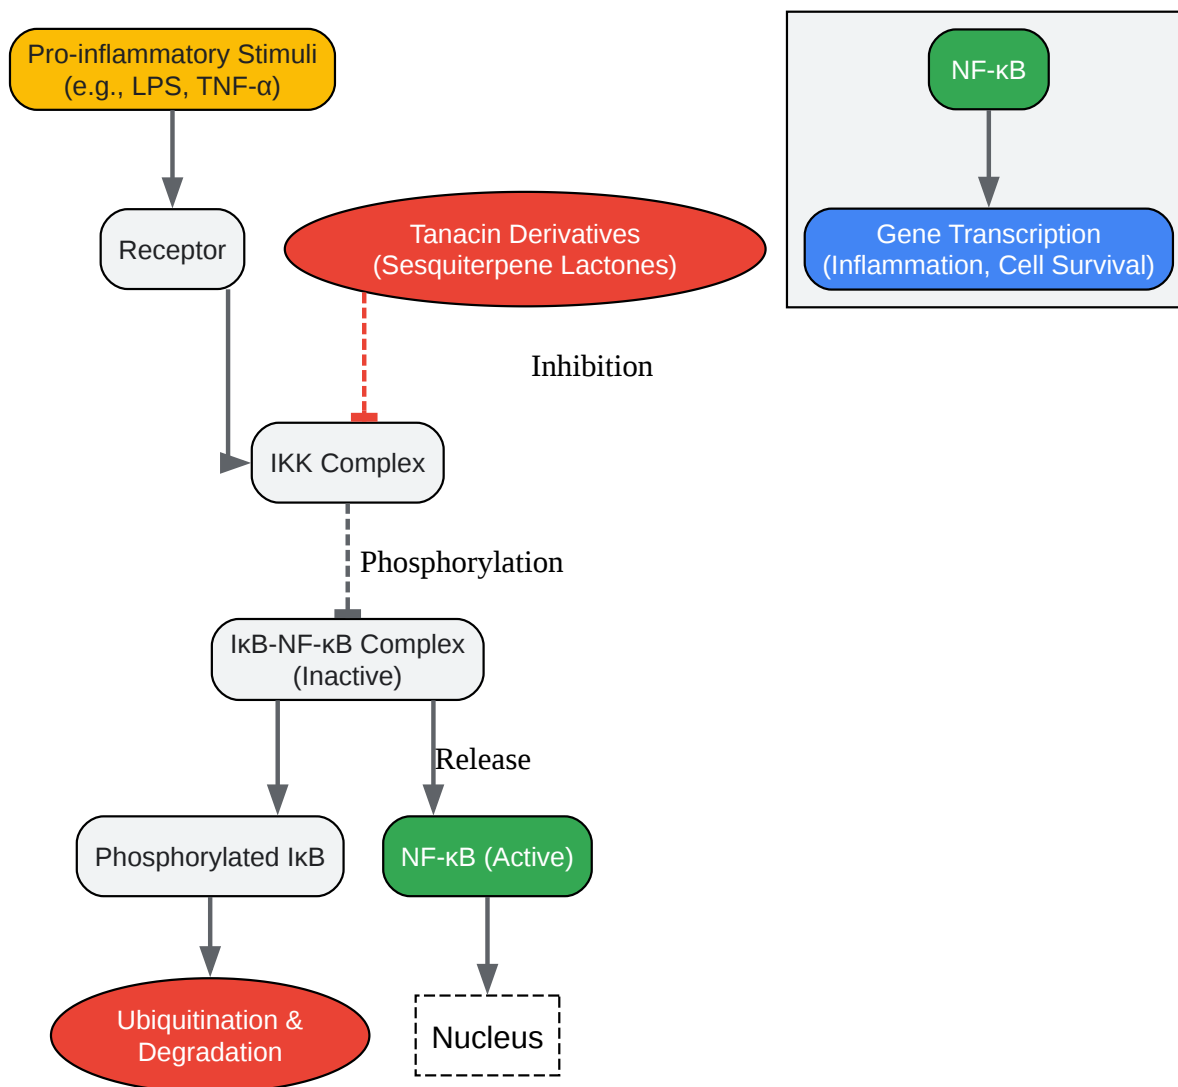 Pro-inflammatory Stimuli
(e.g., LPS, TNF-α)
NF-κB
Receptor
Tanacin Derivatives
(Sesquiterpene Lactones)
Gene Transcription
(Inflammation, Cell Survival)
Inhibition
IKK Complex
Phosphorylation
IκB-NF-κB Complex
(Inactive)
Release
Phosphorylated IκB
NF-κB (Active)
Ubiquitination &
Degradation
Nucleus